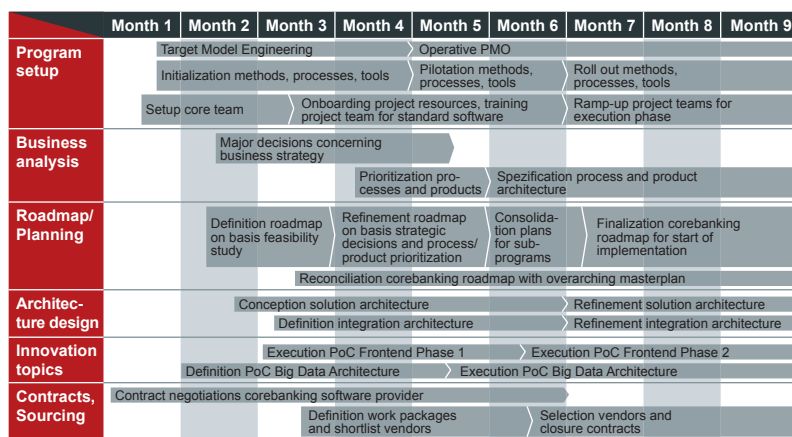 Month 1 Month 2 Month 3 Month 4 Month 5 Month 6 Month 7 Month 8 Month 9
Program
setup
Target Model Engineering
Operative PMO
Initialization methods, processes, tools
Pilotation methods,
processes, tools
Roll out methods,
processes, tools
Setup core team
Onboarding project resources, training
project team for standard software
Ramp-up project teams for
execution phase
Business
analysis
Major decisions concerning
business strategy
Prioritization pro-
cesses and products
Spezification process and product
architecture
Roadmap/
Planning
Definition roadmap
on basis feasibility
study
Refinement roadmap
on basis strategic
decisions and process/
product prioritization
Consolida-
tion plans
for sub-
programs
Finalization corebanking
roadmap for start of
implementation
Reconciliation corebanking roadmap with overarching masterplan
Architec-
ture design
Conception solution architecture
Refinement solution architecture
Definition integration architecture
Refinement integration architecture
Innovation
topics
Execution PoC Frontend Phase 1
Execution PoC Frontend Phase 2
Definition PoC Big Data Architecture
Execution PoC Big Data Architecture
Contracts,
Sourcing
Contract negotiations corebanking software provider
Definition work packages
and shortlist vendors
Selection vendors and
closure contracts